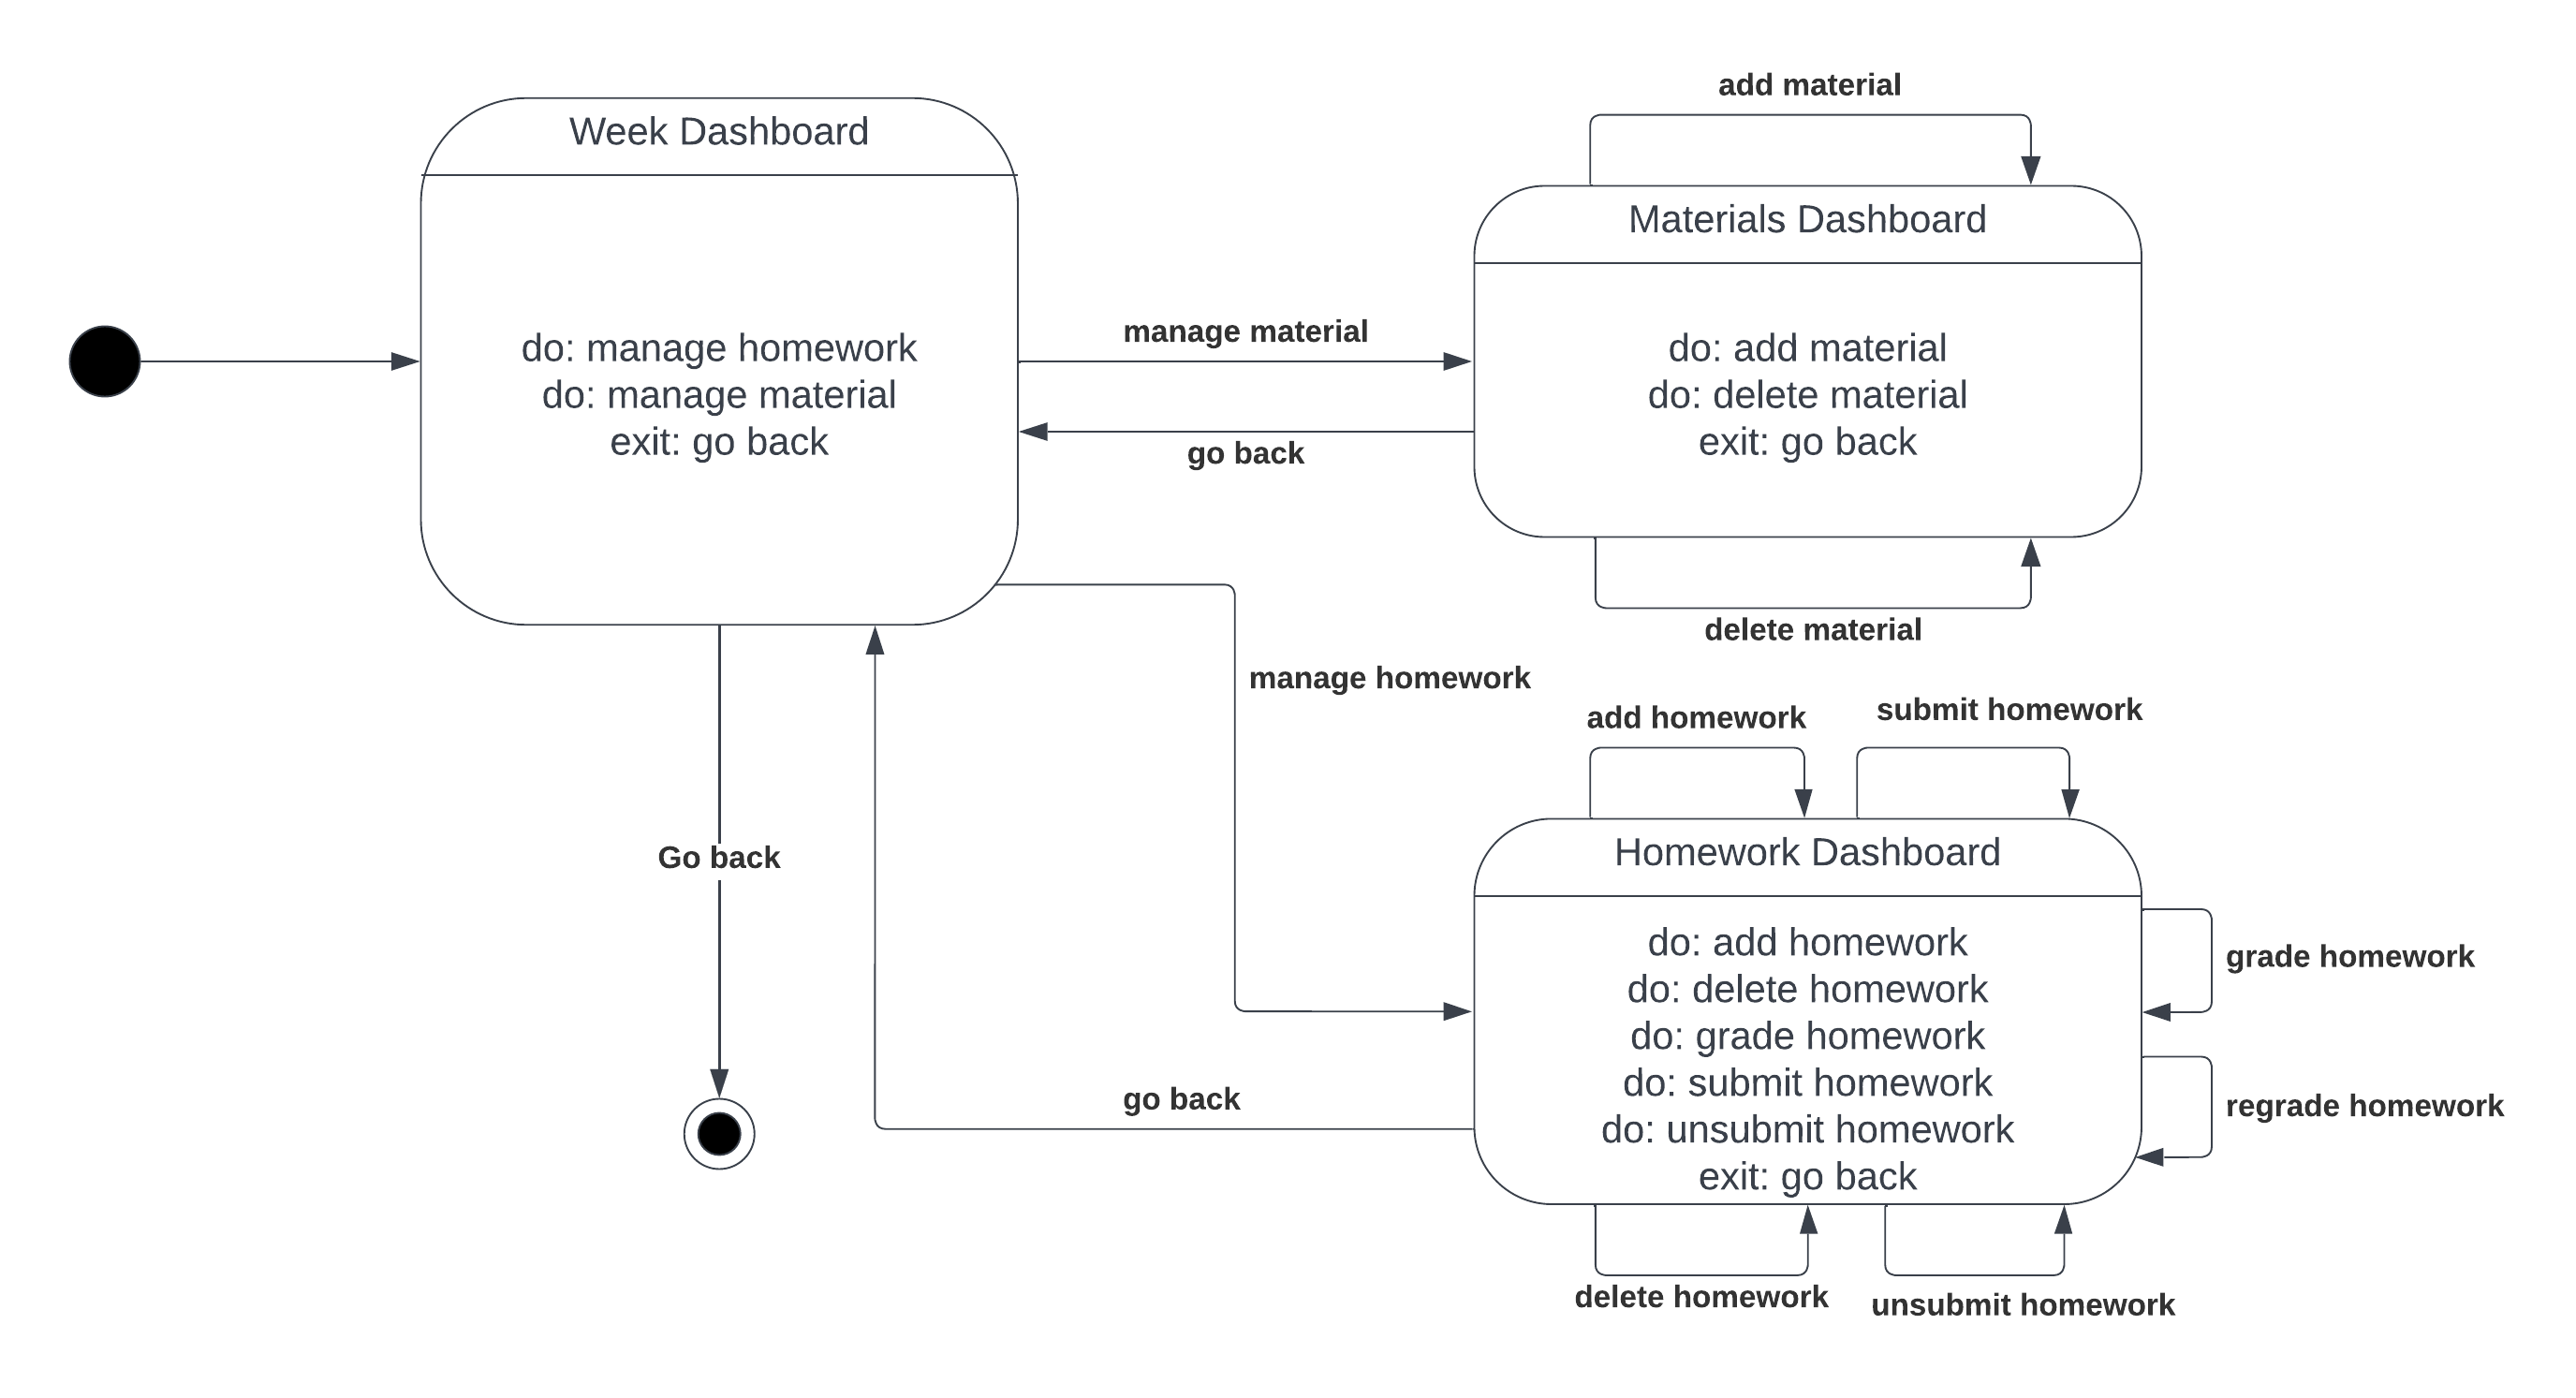 Week Dashboard
do: manage homework
do: manage material
exit: go back
manage material
go back
add material
Materials Dashboard
do: add material
do: delete material
exit: go back
delete material
manage homework
Go back
go back
add homework
submit homework
Homework Dashboard
do: add homework
do: delete homework
do: grade homework
do: submit homework
do: unsubmit homework
exit: go back
grade homework
regrade homework
delete homework
unsubmit homework